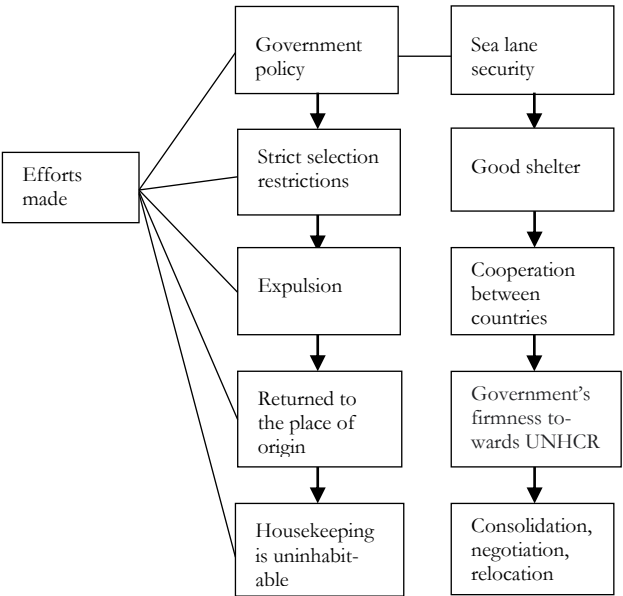 Efforts
made
Government
policy
Strict selection
restrictions
Expulsion
Returned to
the place of
origin
Housekeeping
is uninhabit-
able
Sea lane
security
Good shelter
Cooperation
between
countries
Government’s
firmness to-
wards UNHCR
Consolidation,
negotiation,
relocation